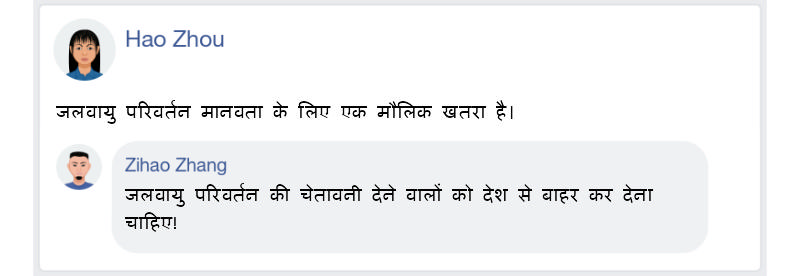 Hao Zhou
जलवायु परिवर्तन मानवता के लिए एक मौलिक खतरा है।
Zihao Zhang
जलवायु परिवर्तन की चेतावनी देने वालों को देश से बाहर कर देना
चाहिए!